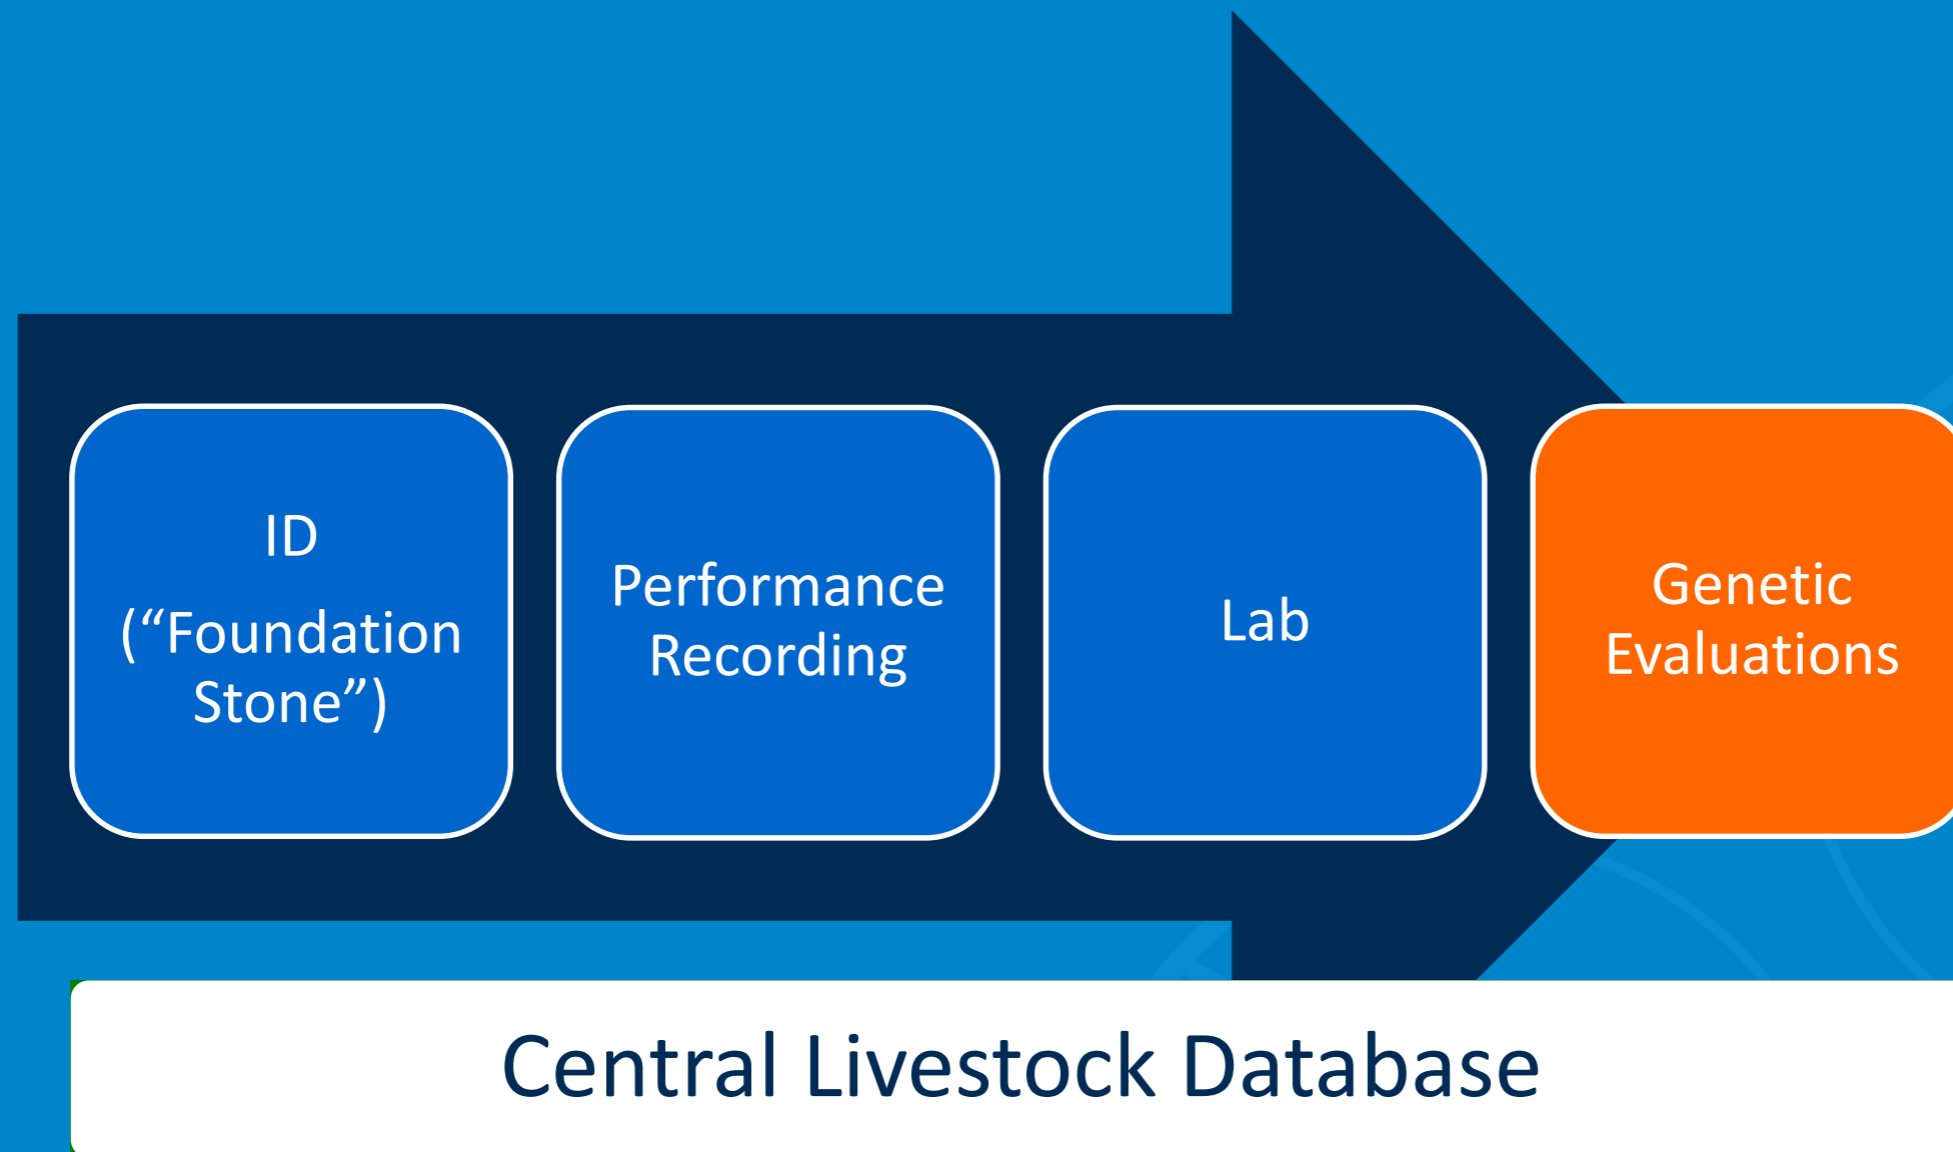 ID
(“Foundation
Stone”)
Performance
Recording
Lab
Genetic
Evaluations
Central Livestock Database